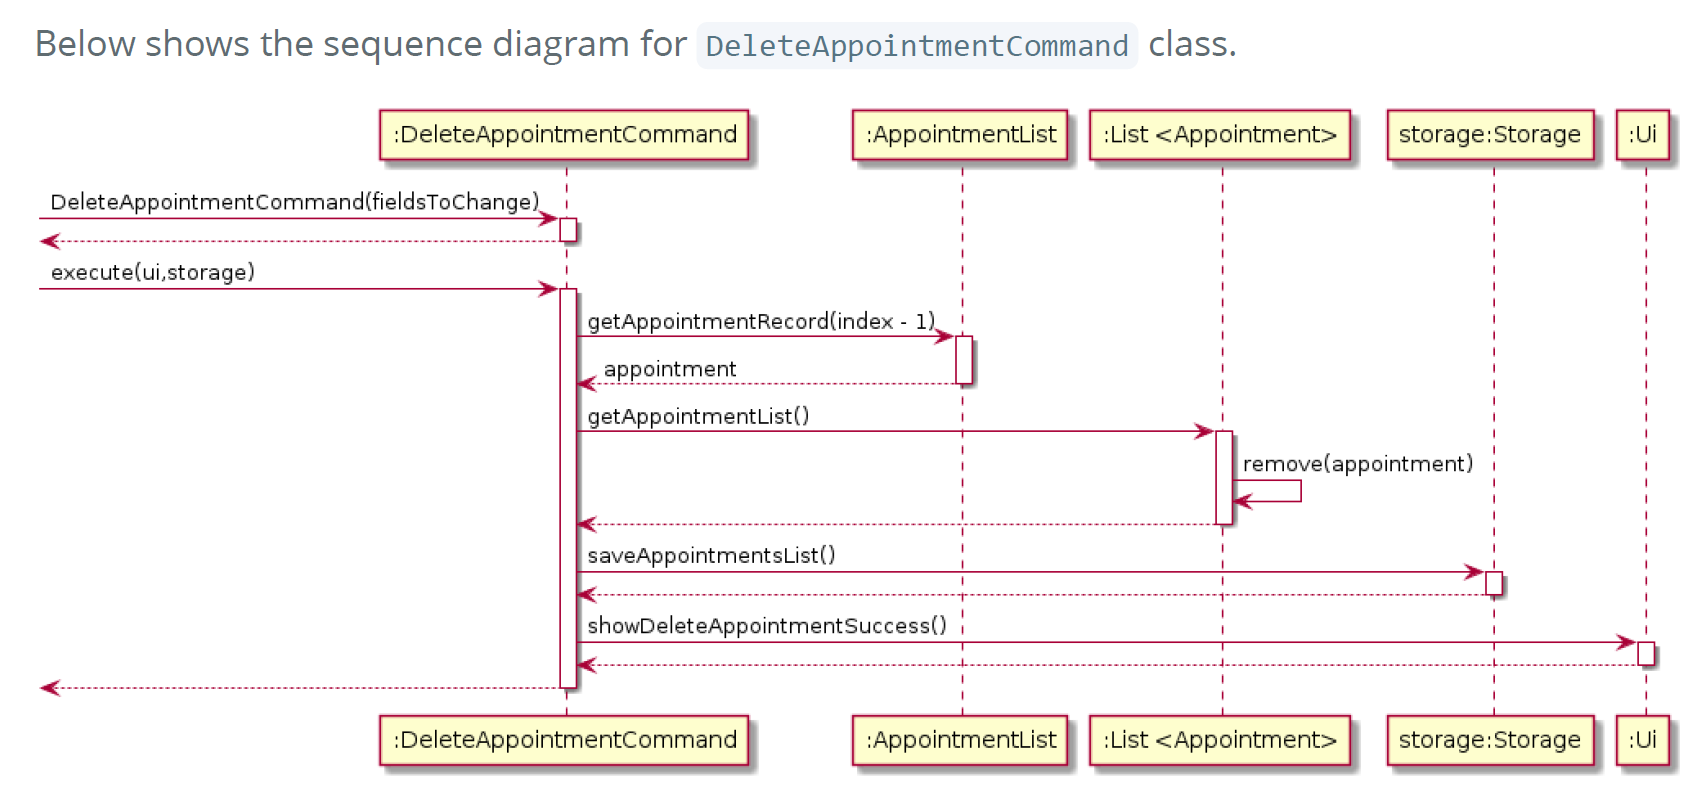 Below shows the sequence diagram for DeleteAppointmentCommand class.
:DeleteAppointmentCommand :AppointmentList :List <Appointment> storage:Storage :Ui
DeleteAppointmentCommand(fieldsToChange)
execute(ui,storage)
getAppointmentRecord(index - 1)
appointment
getAppointmentList()
remove(appointment)
saveAppointmentsList()
showDeleteAppointmentSuccess()
:DeleteAppointmentCommand :AppointmentList :List <Appointment> storage:Storage :Ui